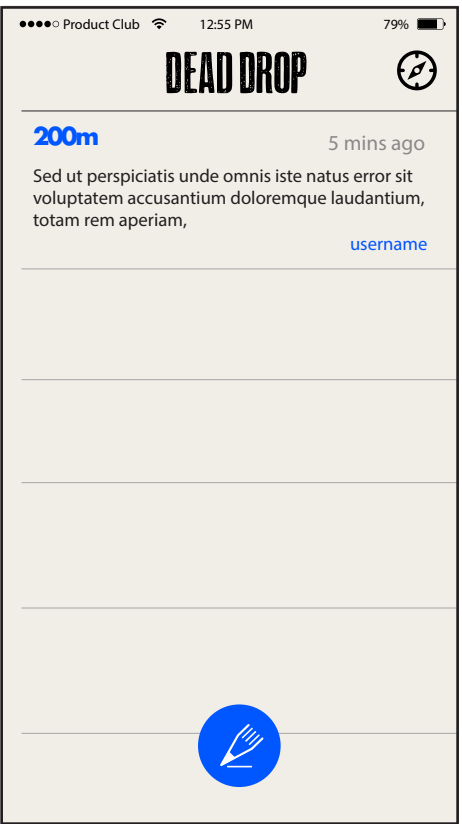 Product Club 12:55 PM 79%
DEAD DROP
200m 5 mins ago
Sed ut perspiciatis unde omnis iste natus error sit
voluptatem accusantium doloremque laudantium,
totam rem aperiam,
username